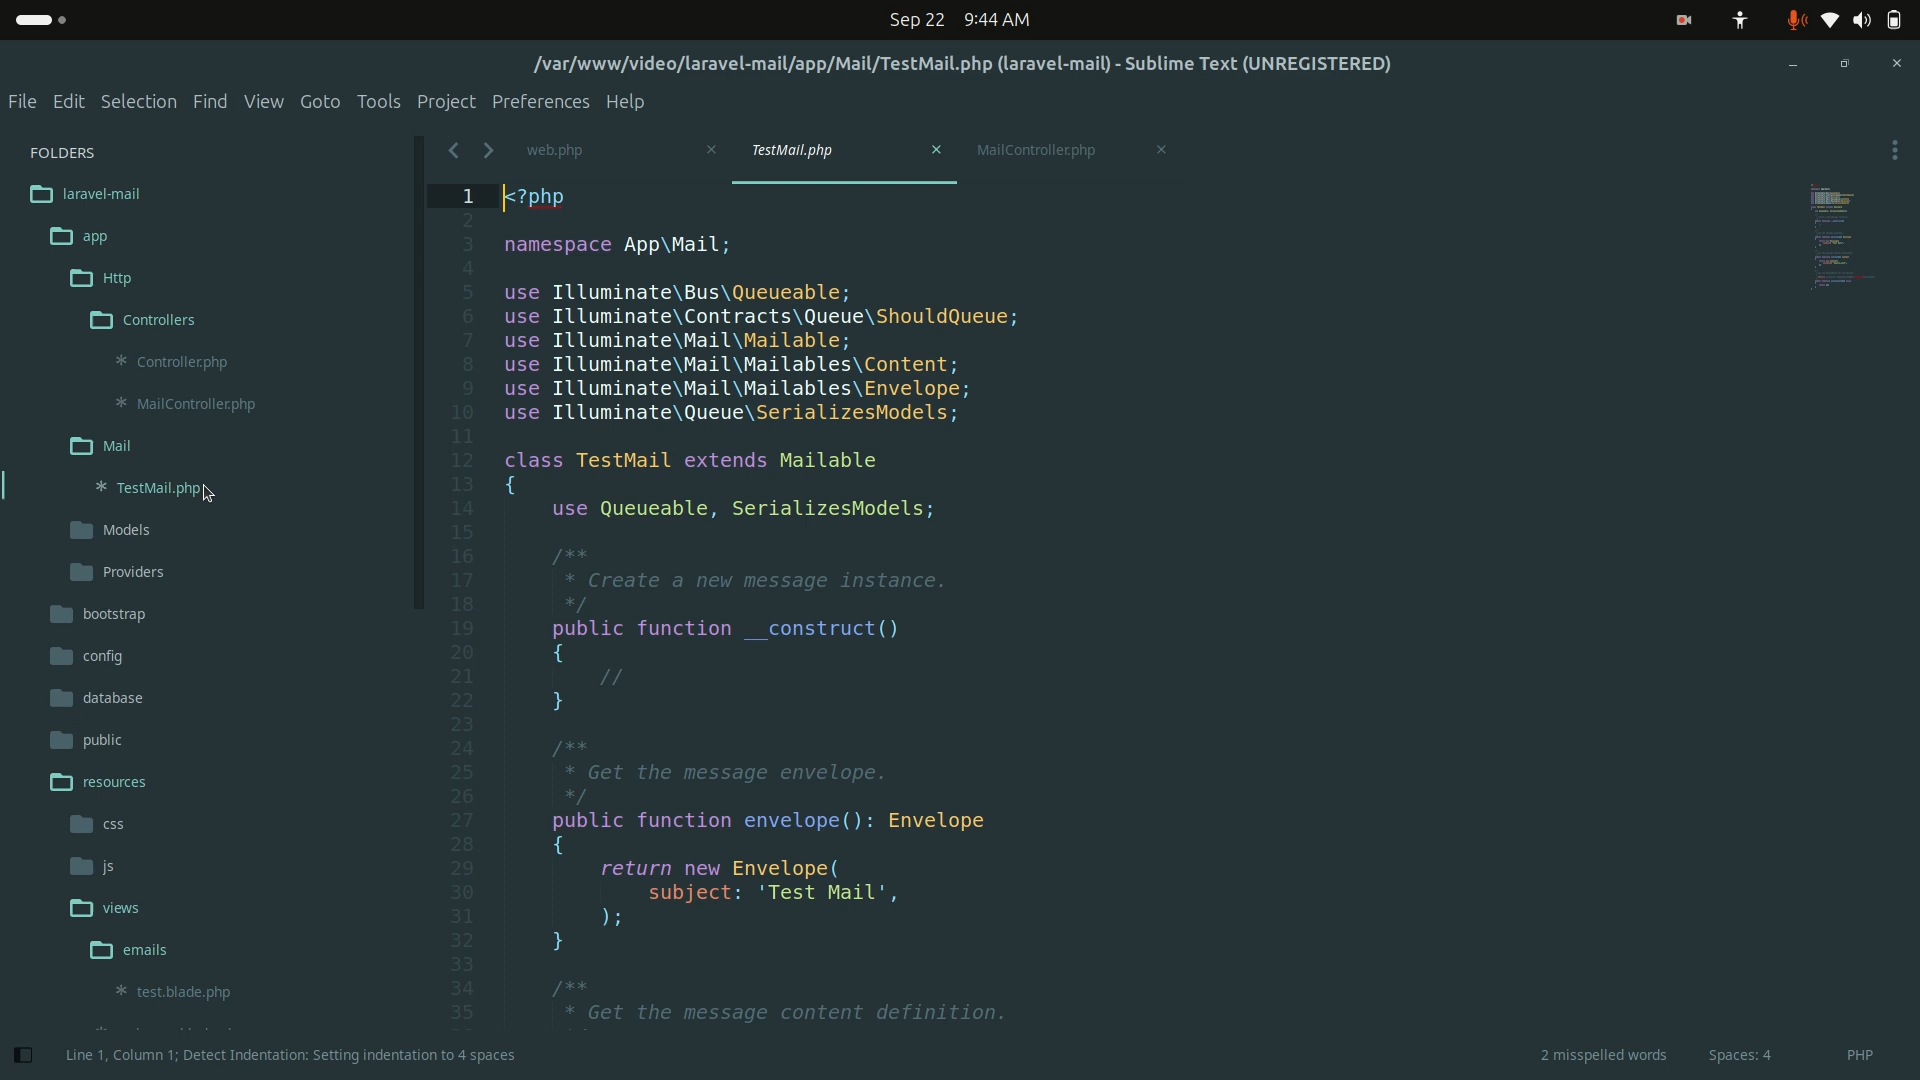 Sep 22 9:44 AM
/var/www/video/laravel-mail/app/Mail/TestMail.php (laravel-mail) - Sublime Text (UNREGISTERED)
File Edit Selection Find View Goto Tools Project Preferences Help
FOLDERS
laravel-mail
app
Http
Controllers
Controller.php
MailController.php
Mail
TestMail.php
Models
Providers
bootstrap
config
database
public
resources
css
js
views
emails
test.blade.php
web.php TestMail.php MailController.php
1 <?php
2
3 namespace App\Mail;
4
5 use Illuminate\Bus\Queueable;
6 use Illuminate\Contracts\Queue\ShouldQueue;
7 use Illuminate\Mail\Mailable;
8 use Illuminate\Mail\Mailables\Content;
9 use Illuminate\Mail\Mailables\Envelope;
10 use Illuminate\Queue\SerializesModels;
11
12 class TestMail extends Mailable
13 {
14     use Queueable, SerializesModels;
15
16     /**
17      * Create a new message instance.
18      */
19     public function __construct()
20     {
21         //
22     }
23
24     /**
25      * Get the message envelope.
26      */
27     public function envelope(): Envelope
28     {
29         return new Envelope(
30             subject: 'Test Mail',
31         );
32     }
33
34     /**
35      * Get the message content definition.
Line 1, Column 1; Detect Indentation: Setting indentation to 4 spaces
2 misspelled words Spaces: 4 PHP